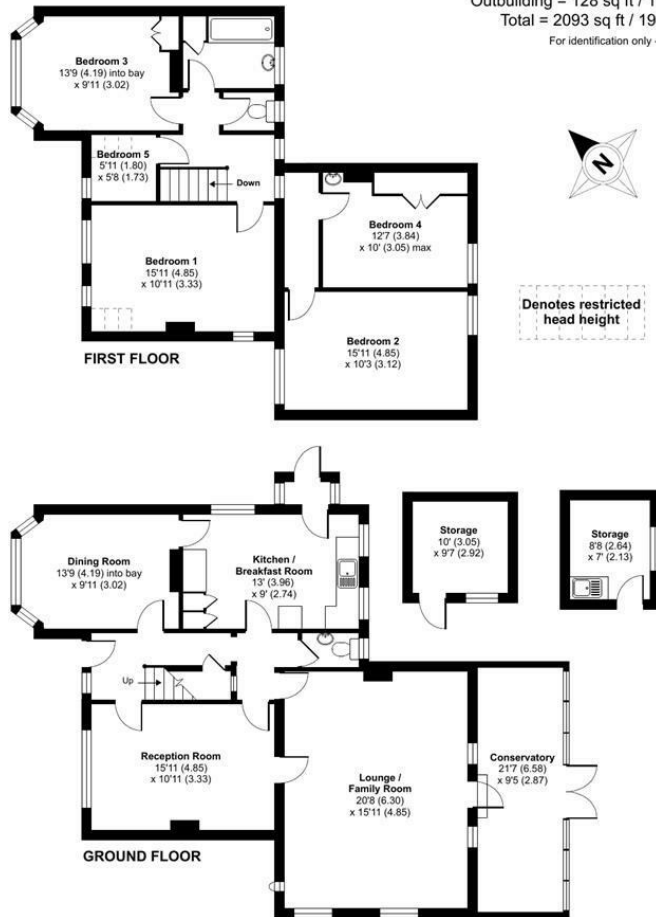 Outbuilding = 128 sq ft / 1
Total = 2093 sq ft / 19
For identification only -
Bedroom 3
13'9 (4.19) into bay
x 9'11 (3.02)
Bedroom 5
5'11 (1.80)
x 5'8 (1.73)
Down
Bedroom 4
12'7 (3.84)
x 10' (3.05) max
N
Bedroom 1
15'11 (4.85)
x 10'11 (3.33)
Bedroom 2
15'11 (4.85)
x 10'3 (3.12)
Denotes restricted
head height
FIRST FLOOR
Dining Room
13'9 (4.19) into bay
x 9'11 (3.02)
Kitchen /
Breakfast Room
13' (3.96)
x 9' (2.74)
Storage
10' (3.05)
x 9'7 (2.92)
Storage
8'8 (2.64)
x 7' (2.13)
Up
Reception Room
15'11 (4.85)
x 10'11 (3.33)
Lounge /
Family Room
20'8 (6.30)
x 15'11 (4.85)
Conservatory
21'7 (6.58)
x 9'5 (2.87)
GROUND FLOOR